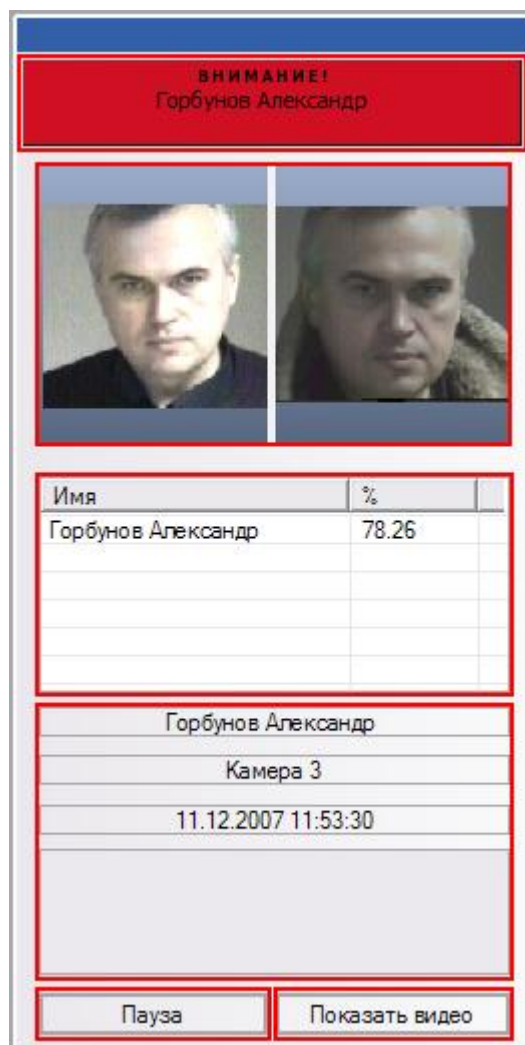 ВНИМАНИЕ!
Горбунов Александр
Имя %
Горбунов Александр 78.26
Горбунов Александр
Камера 3
11.12.2007 11:53:30
Пауза Показать видео